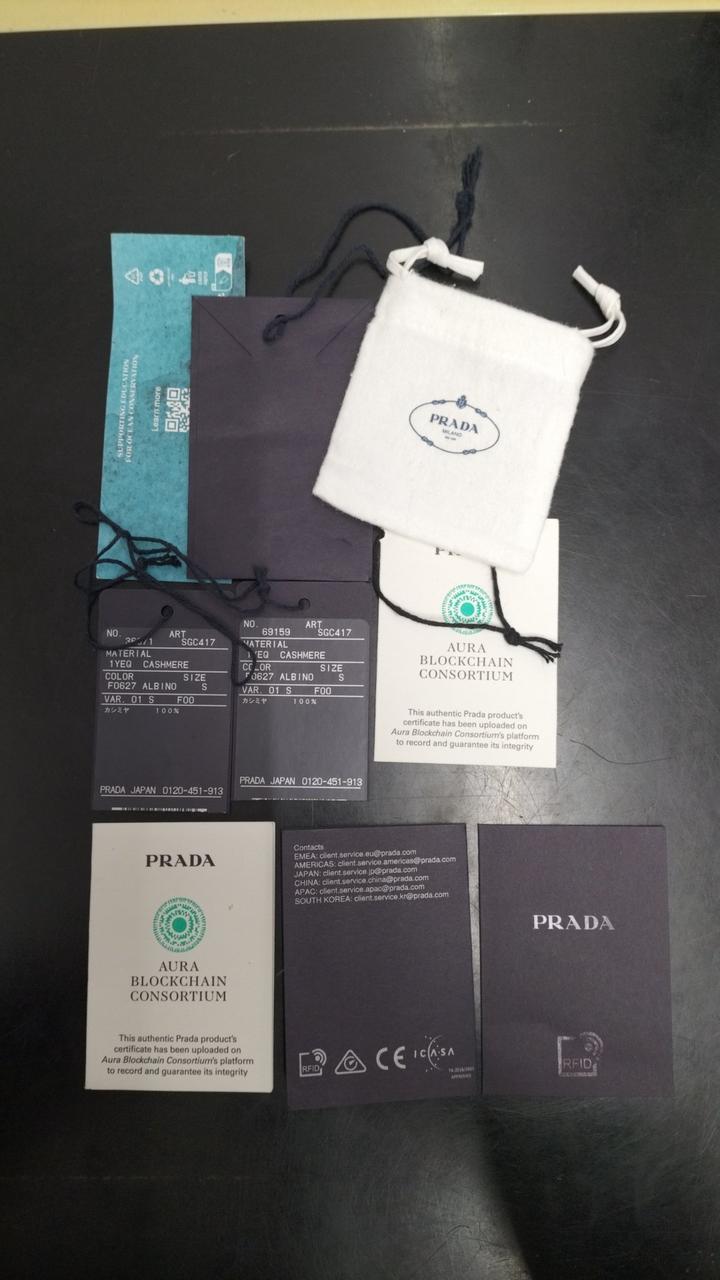 SUPPORTING EDUCATION
FOR OCEAN CONSERVATION
Learn more
PRADA
MILANO
NO. ART
SGC417
MATERIAL
1YEQ CASHMERE
COLOR SIZE
F0627 ALBINO S
VAR. 01 S F00
カシミヤ 100%
PRADA JAPAN 0120-451-913
NO. ART
69159 SGC417
MATERIAL
1YEQ CASHMERE
COLOR SIZE
F0627 ALBINO S
VAR. 01 S F00
カシミヤ 100%
PRADA JAPAN 0120-451-913
AURA
BLOCKCHAIN
CONSORTIUM
This authentic Prada product's
certificate has been uploaded on
Aura Blockchain Consortium's platform
to record and guarantee its integrity
PRADA
AURA
BLOCKCHAIN
CONSORTIUM
This authentic Prada product's
certificate has been uploaded on
Aura Blockchain Consortium's platform
to record and guarantee its integrity
Contacts
EMEA: client.service.eu@prada.com
AMERICAS: client.service.americas@prada.com
JAPAN: client.service.jp@prada.com
CHINA: client.service.china@prada.com
APAC: client.service.apac@prada.com
SOUTH KOREA: client.service.kr@prada.com
RFID
CE
ICASA
APPROVED
PRADA
RFID